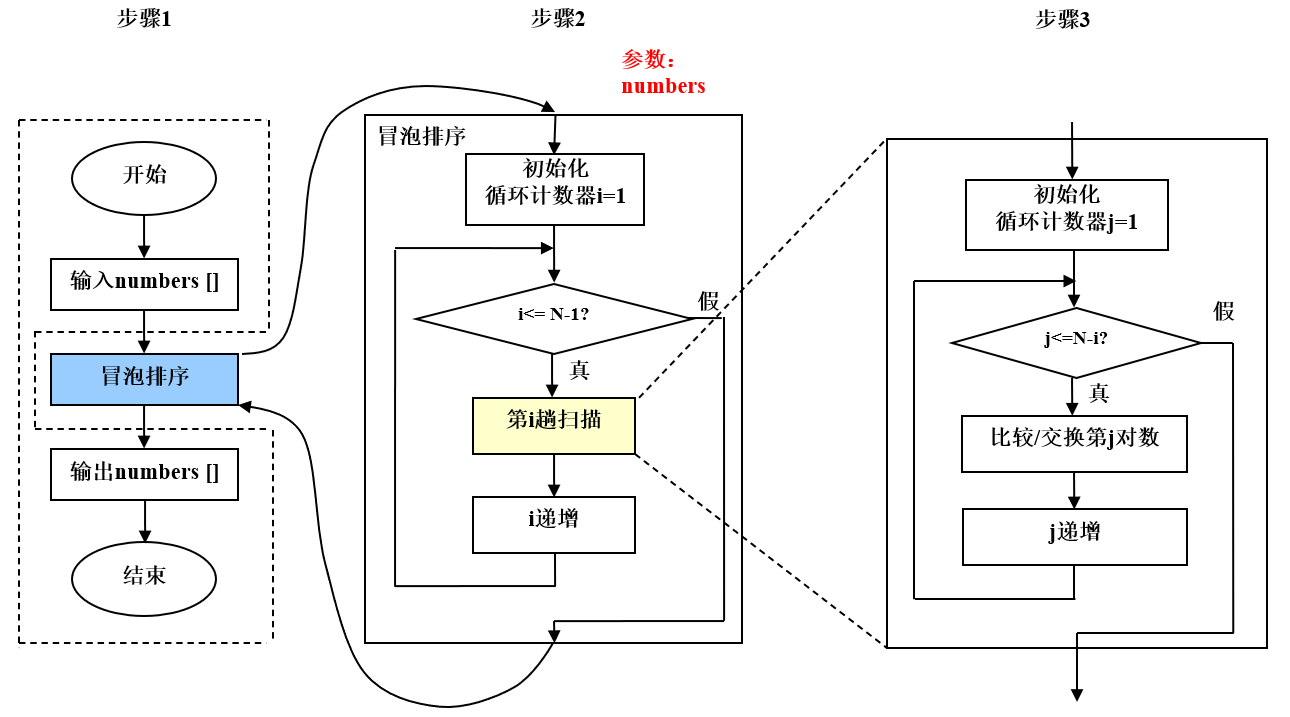 步骤1
步骤2
步骤3
参数：
numbers
开始
输入numbers []
冒泡排序
输出numbers []
结束
冒泡排序
初始化
循环计数器i=1
i<= N-1?
假
真
第i趟扫描
i递增
初始化
循环计数器j=1
j<=N-i?
假
真
比较/交换第j对数
j递增